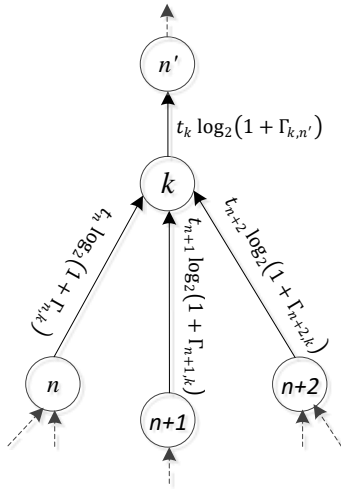 n′
t_k log_2(1 + Γ_{k,n′})
k
t_n log_2(1 + Γ_{n,k})
t_{n+1} log_2(1 + Γ_{n+1,k})
t_{n+2} log_2(1 + Γ_{n+2,k})
n
n+1
n+2